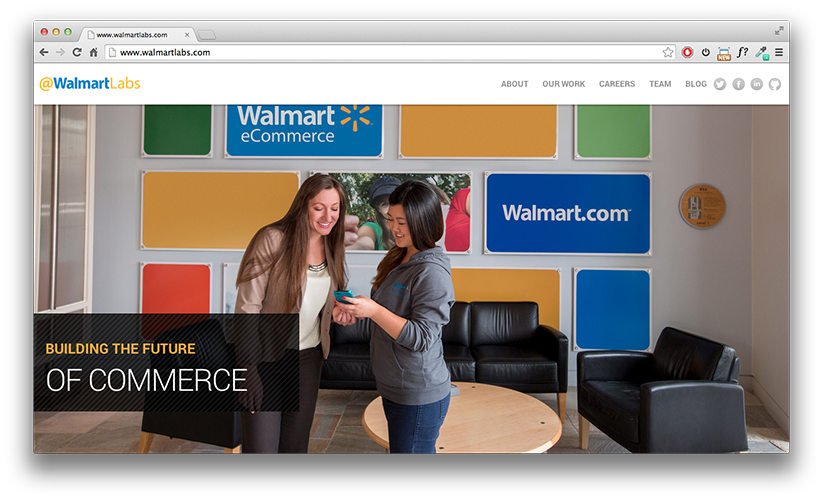 www.walmartlabs.com
www.walmartlabs.com
NEW
f?
@WalmartLabs
ABOUT
OUR WORK
CAREERS
TEAM
BLOG
Walmart
eCommerce
Walmart.com
BUILDING THE FUTURE
OF COMMERCE